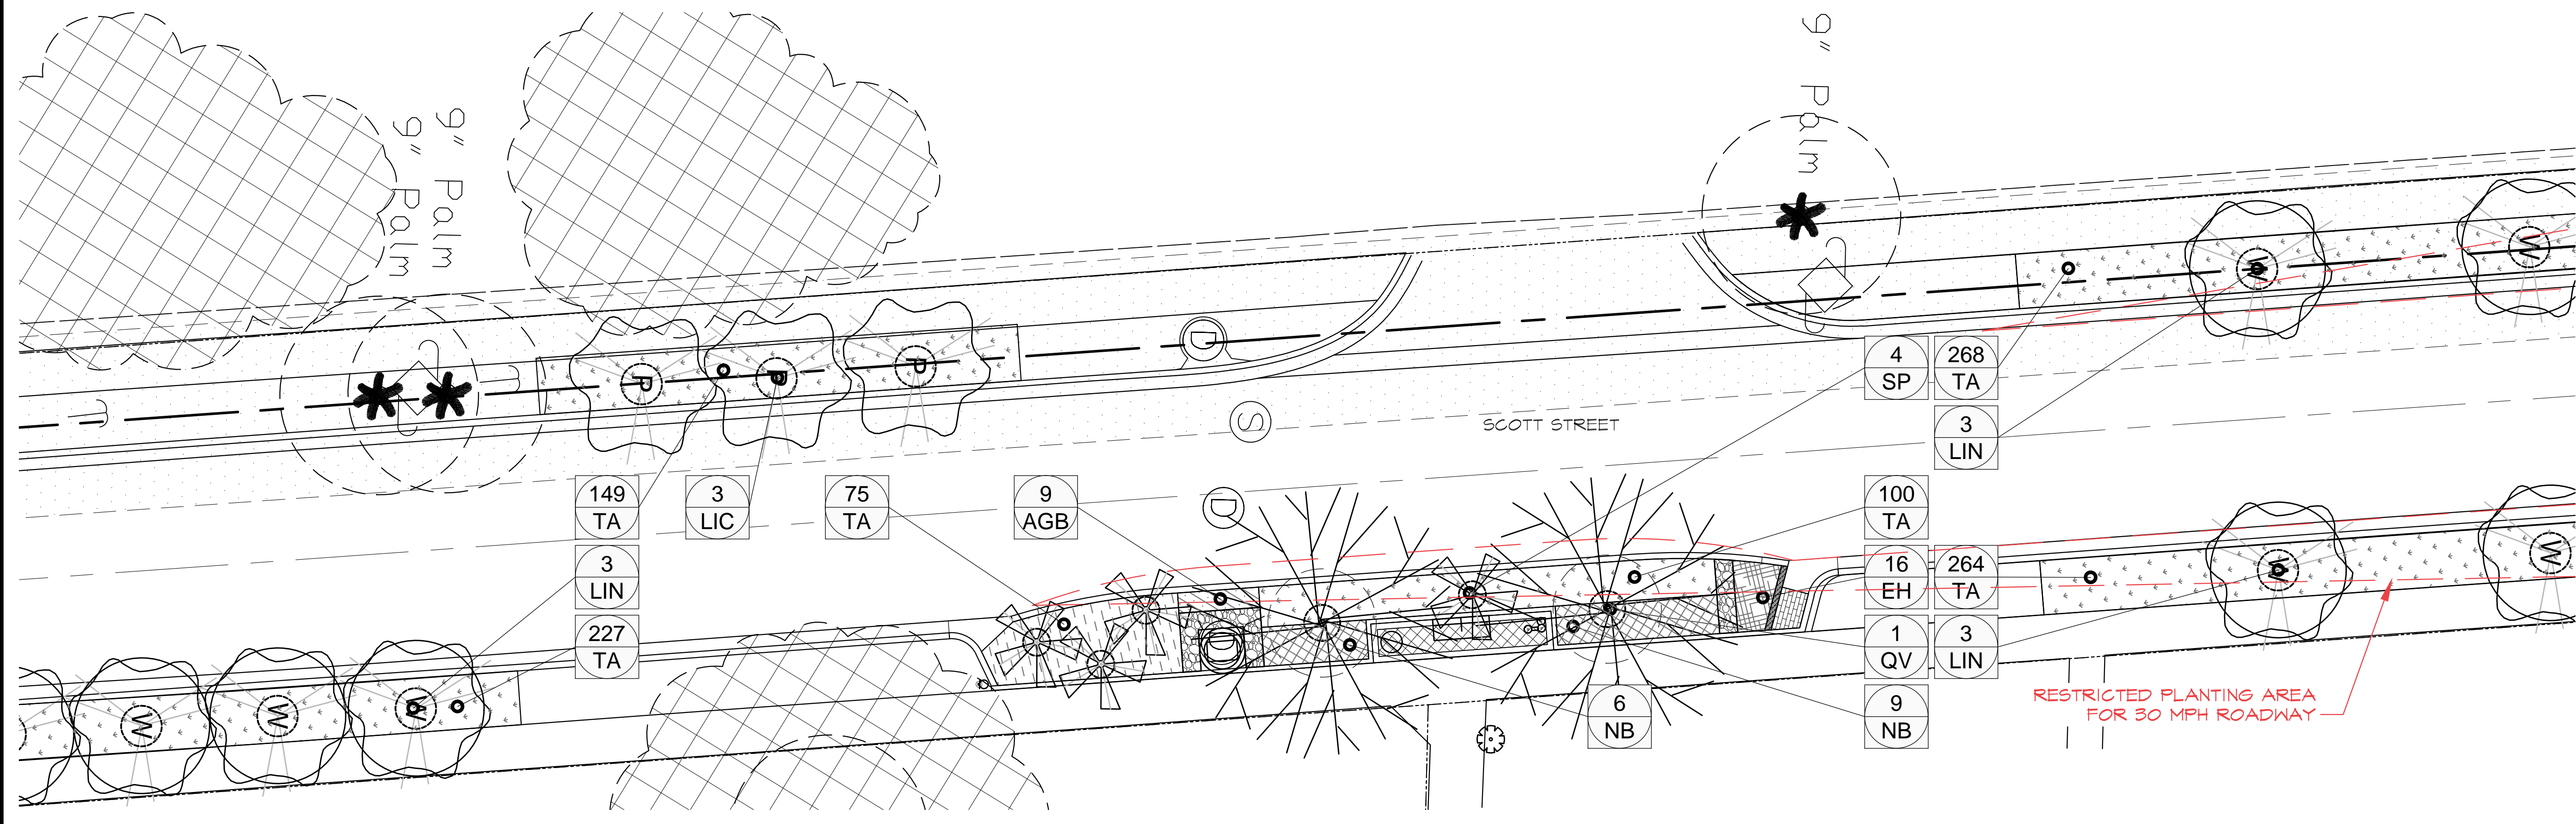 9" Palm
9" Palm
9" Palm
P
P
P
D
S
D
W
W
W
W
W
W
W
SCOTT STREET
4
SP
268
TA
3
LIN
149
TA
3
LIC
75
TA
9
AGB
100
TA
3
LIN
16
EH
264
TA
227
TA
1
QV
3
LIN
6
NB
9
NB
RESTRICTED PLANTING AREA
FOR 30 MPH ROADWAY